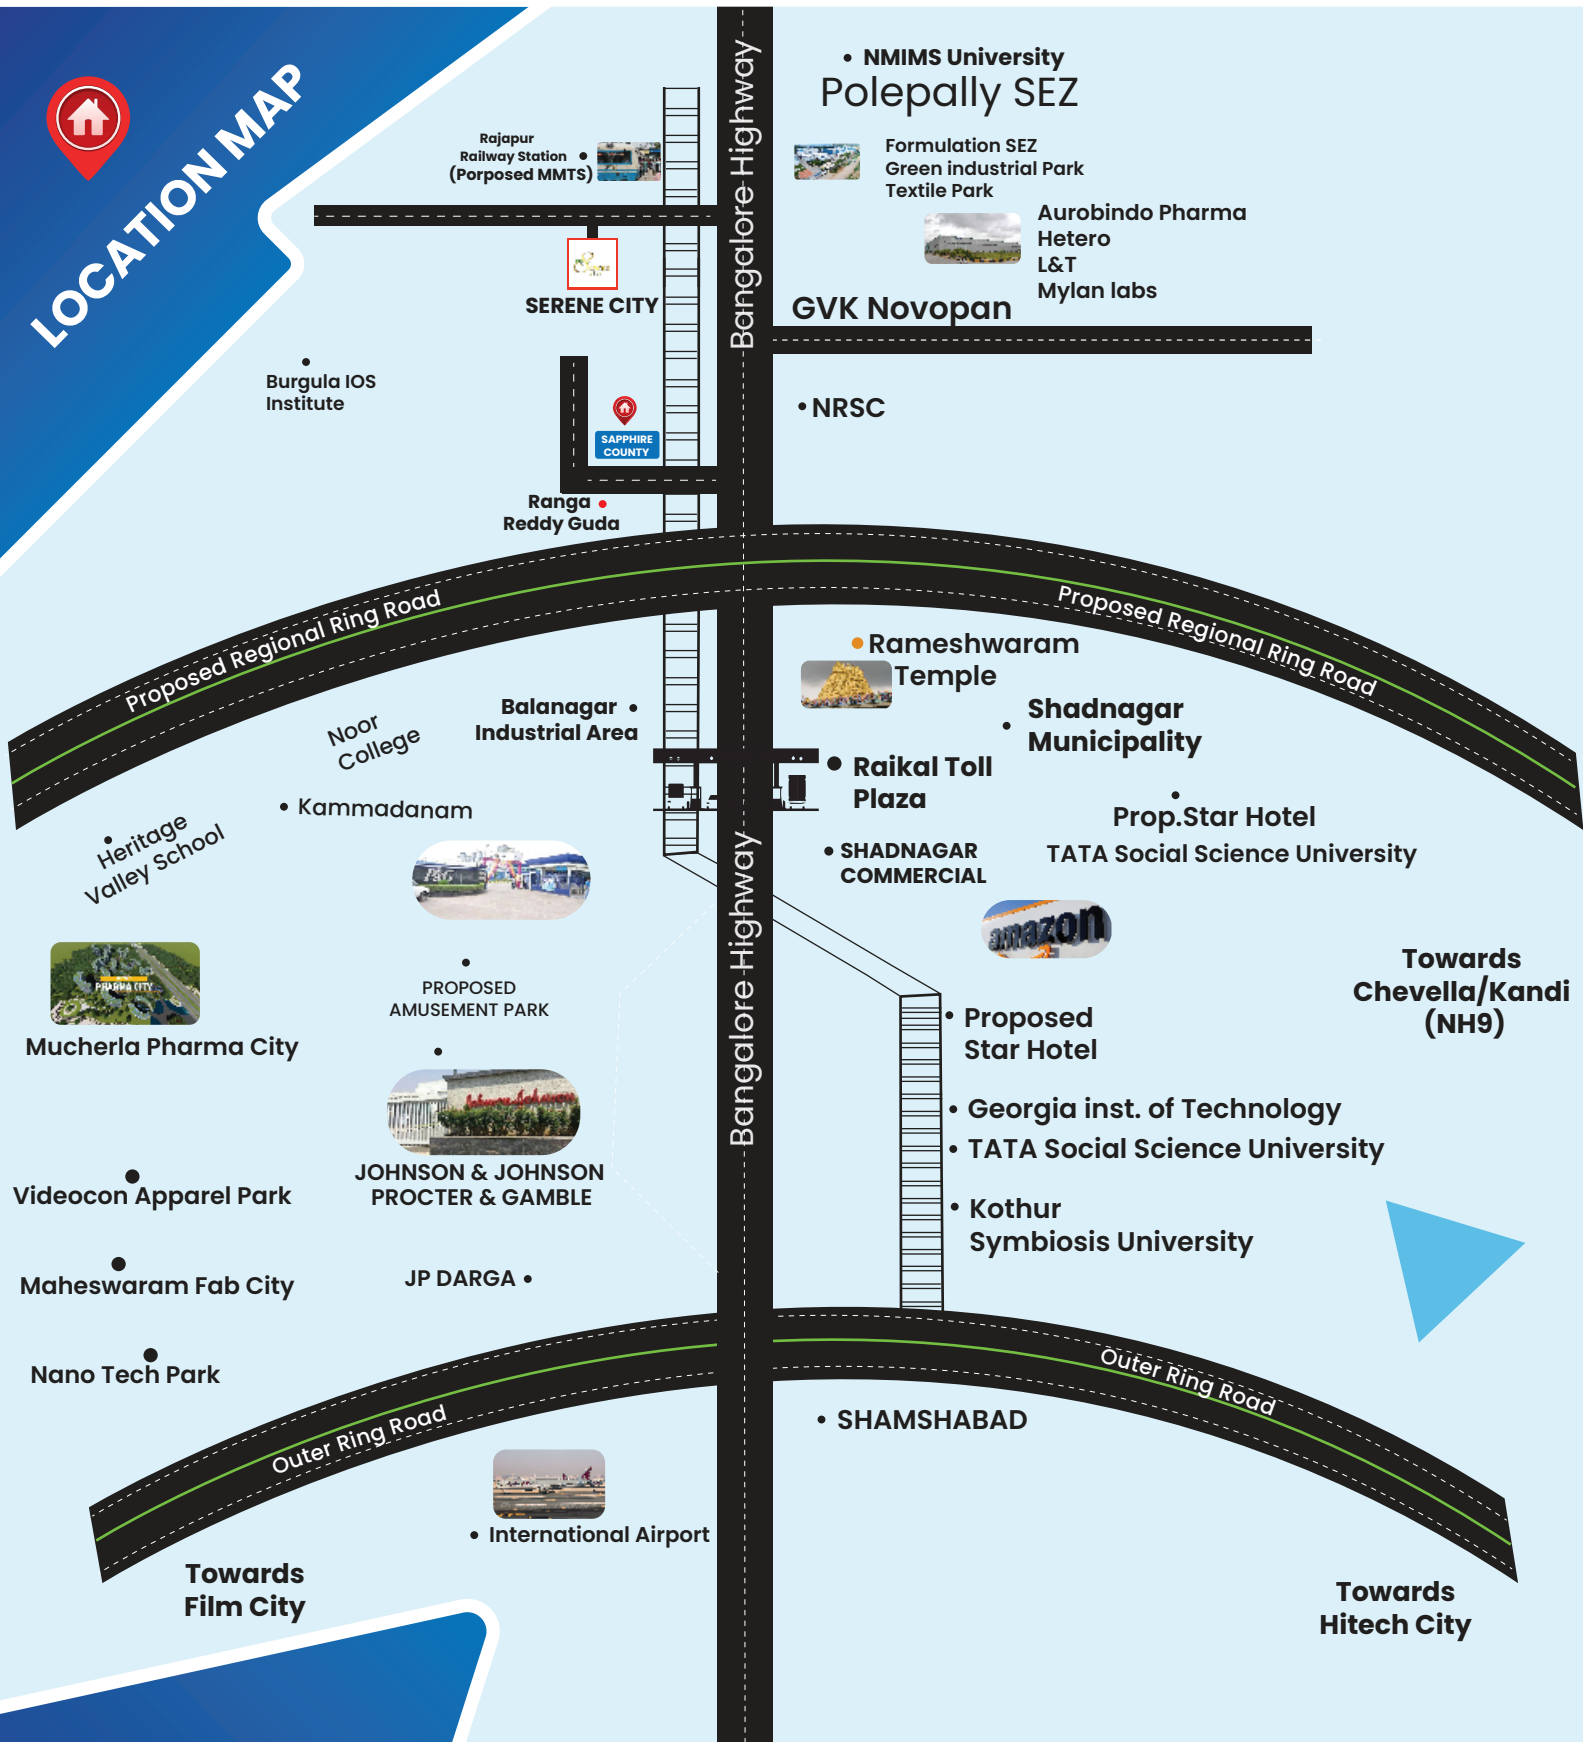 LOCATION MAP
NMIMS University
Polepally SEZ
Rajapur
Railway Station
(Porposed MMTS)
Formulation SEZ
Green industrial Park
Textile Park
Aurobindo Pharma
Hetero
L&T
Mylan labs
SERENE CITY
Bangalore Highway
GVK Novopan
Burgula IOS
Institute
NRSC
SAPPHIRE
COUNTY
Ranga
Reddy Guda
Proposed Regional Ring Road
Proposed Regional Ring Road
Rameshwaram
Temple
Balanagar
Industrial Area
Shadnagar
Municipality
Noor
College
Raikal Toll
Plaza
Kammadanam
Prop.Star Hotel
TATA Social Science University
Heritage
Valley School
SHADNAGAR
COMMERCIAL
P&G
amazon
Bangalore Highway
PHARMA CITY
Mucherla Pharma City
PROPOSED
AMUSEMENT PARK
Towards
Chevella/Kandi
(NH9)
Proposed
Star Hotel
Johnson & Johnson
JOHNSON & JOHNSON
PROCTER & GAMBLE
Georgia inst. of Technology
TATA Social Science University
Videocon Apparel Park
Kothur
Symbiosis University
Maheswaram Fab City
JP DARGA
Nano Tech Park
Outer Ring Road
Outer Ring Road
SHAMSHABAD
International Airport
Towards
Film City
Towards
Hitech City